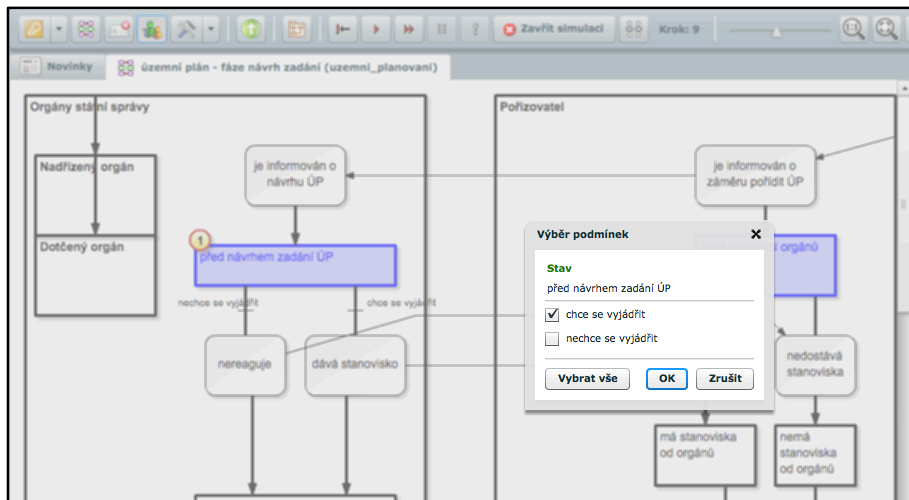 Zavřít simulaci
Krok: 9
1:1
Novinky
územní plán - fáze návrh zadání (uzemni_planovani)
Orgány státní správy
Pořizovatel
Nadřízený orgán
Dotčený orgán
je informován o
návrhu ÚP
je informován o
záměru pořídit ÚP
1
před návrhem zadání ÚP
orgánů
nechce se vyjádřit
chce se vyjádřit
nereaguje
dává stanovisko
Výběr podmínek
Stav
před návrhem zadání ÚP
chce se vyjádřit
nechce se vyjádřit
Vybrat vše
OK
Zrušit
nedostává
stanoviska
má stanoviska
od orgánů
nemá
stanoviska
od orgánů